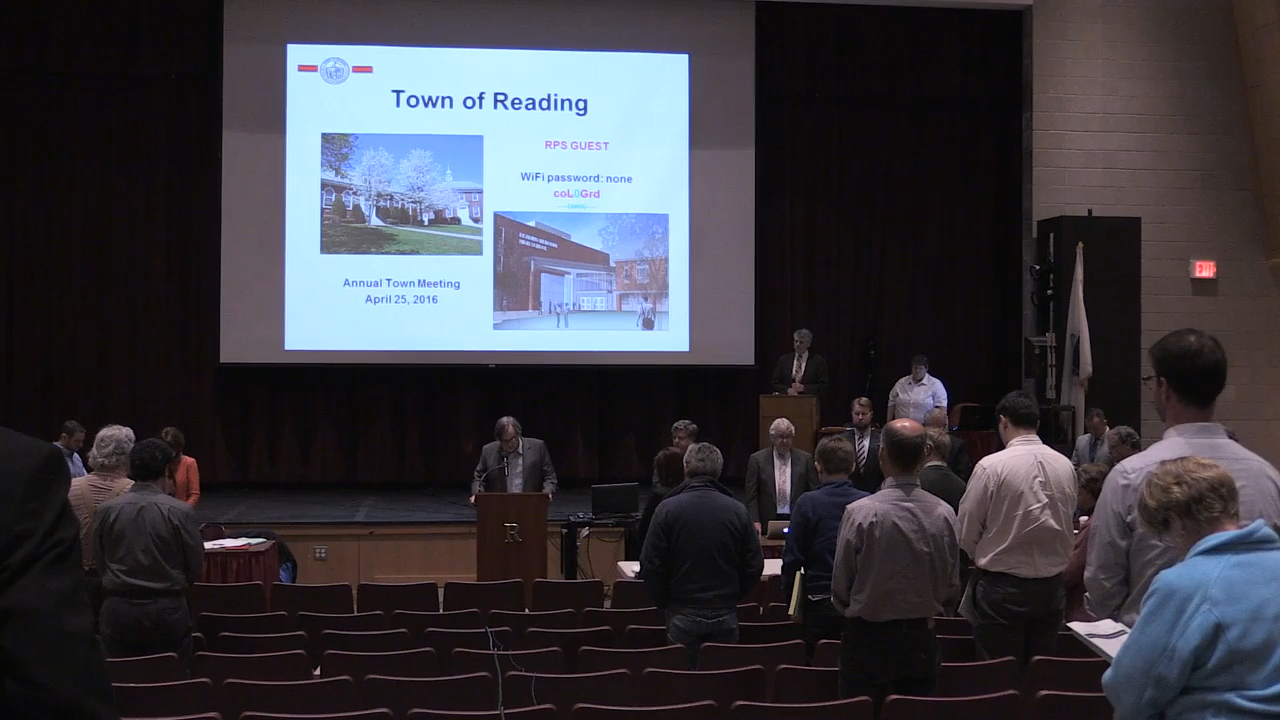 Town of Reading
RPS GUEST
WiFi password: none
coL0Grd
Annual Town Meeting
April 25, 2016
EXIT
R